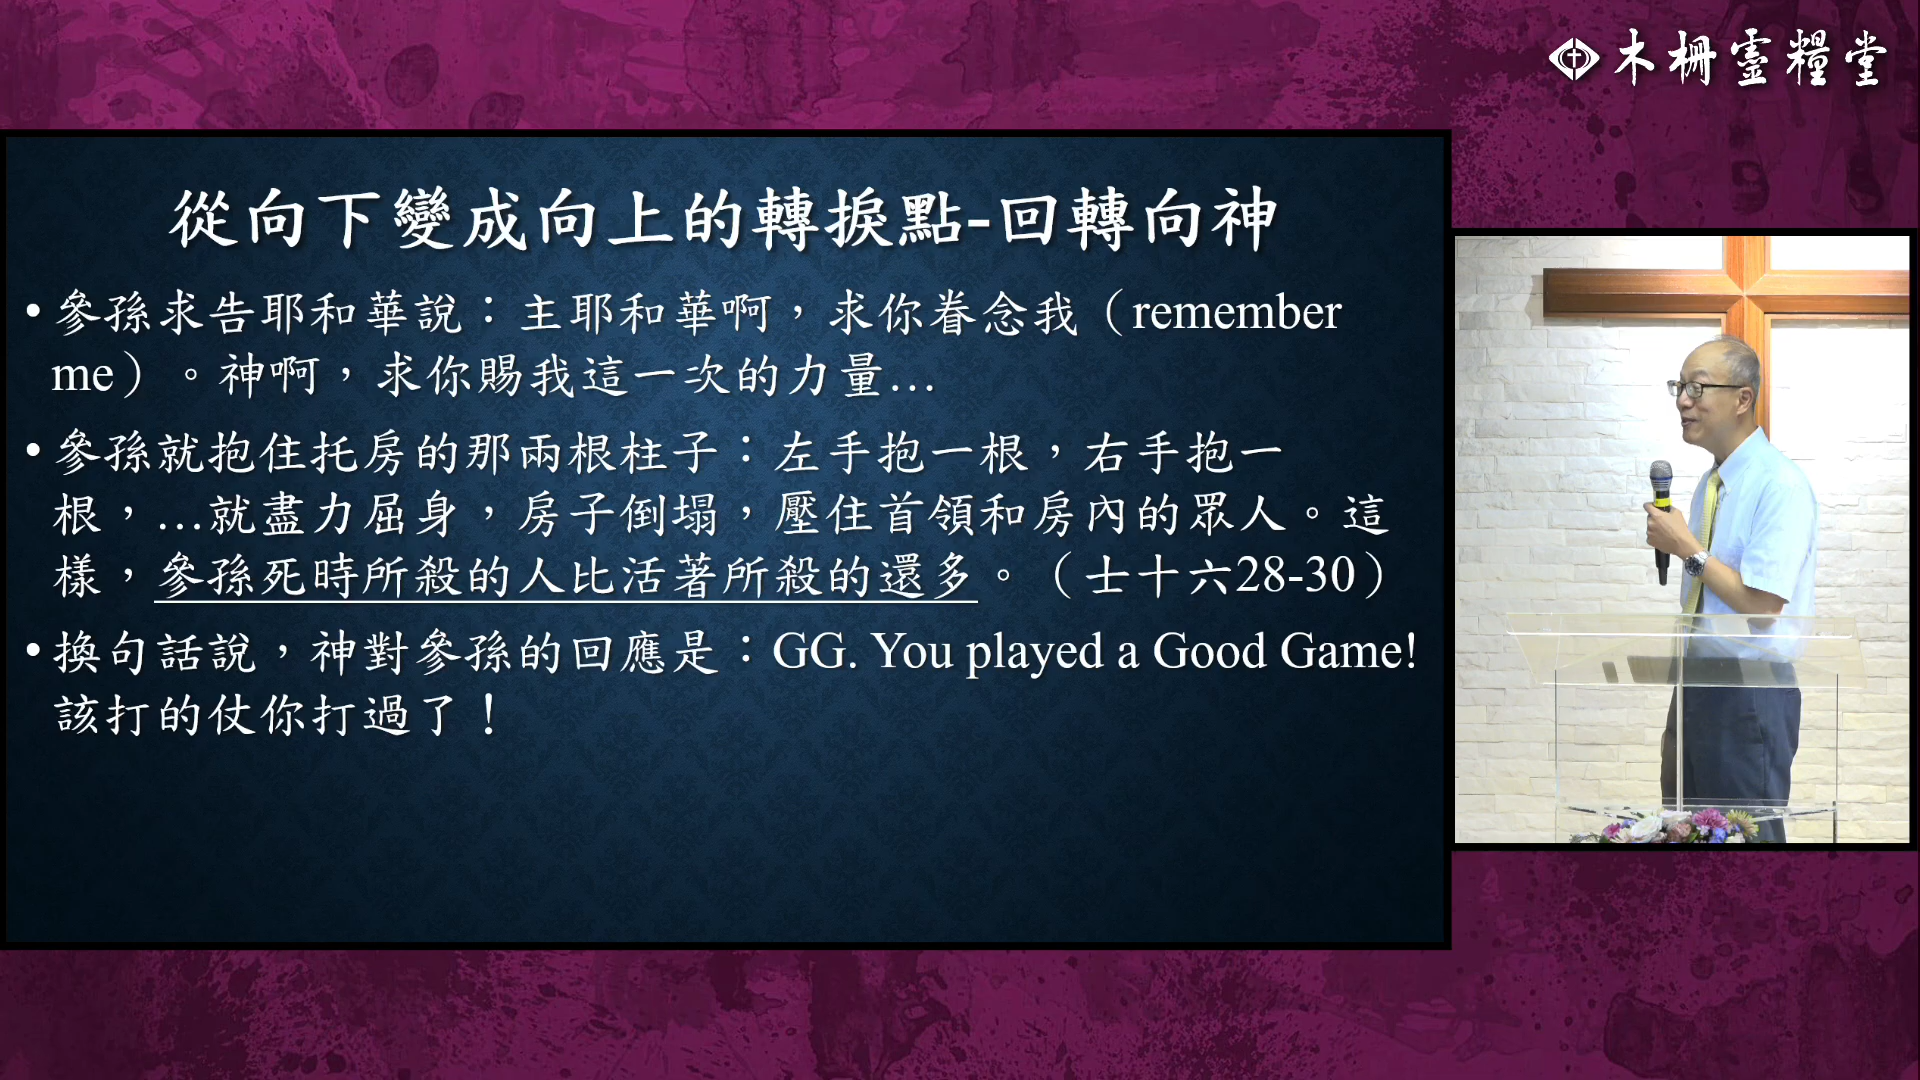 木柵靈糧堂
從向下變成向上的轉捩點-回轉向神
•參孫求告耶和華說：主耶和華啊，求你眷念我（remember
me）。神啊，求你賜我這一次的力量…
•參孫就抱住托房的那兩根柱子：左手抱一根，右手抱一
根，…就盡力屈身，房子倒塌，壓住首領和房內的眾人。這
樣，參孫死時所殺的人比活著所殺的還多。（士十六28-30）
•換句話說，神對參孫的回應是：GG. You played a Good Game!
該打的仗你打過了！